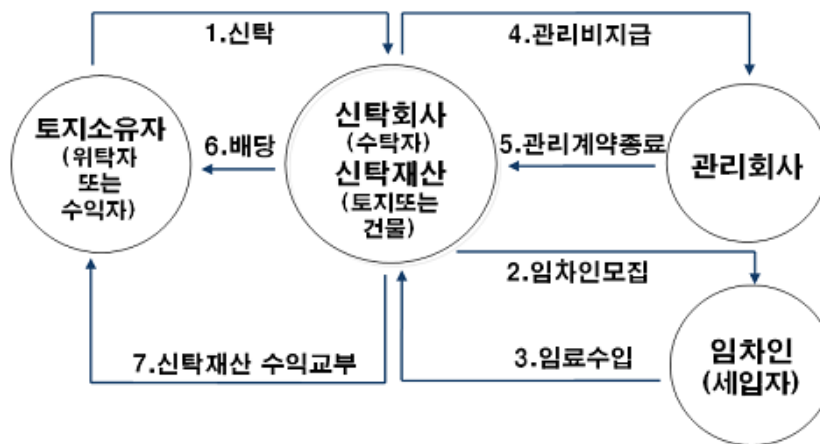 1.신탁
4.관리비지급
토지소유자
(위탁자
또는
수익자)
6.배당
신탁회사
(수탁자)
신탁재산
(토지또는
건물)
5.관리계약종료
관리회사
2.임차인모집
7.신탁재산 수익교부
3.임료수입
임차인
(세입자)